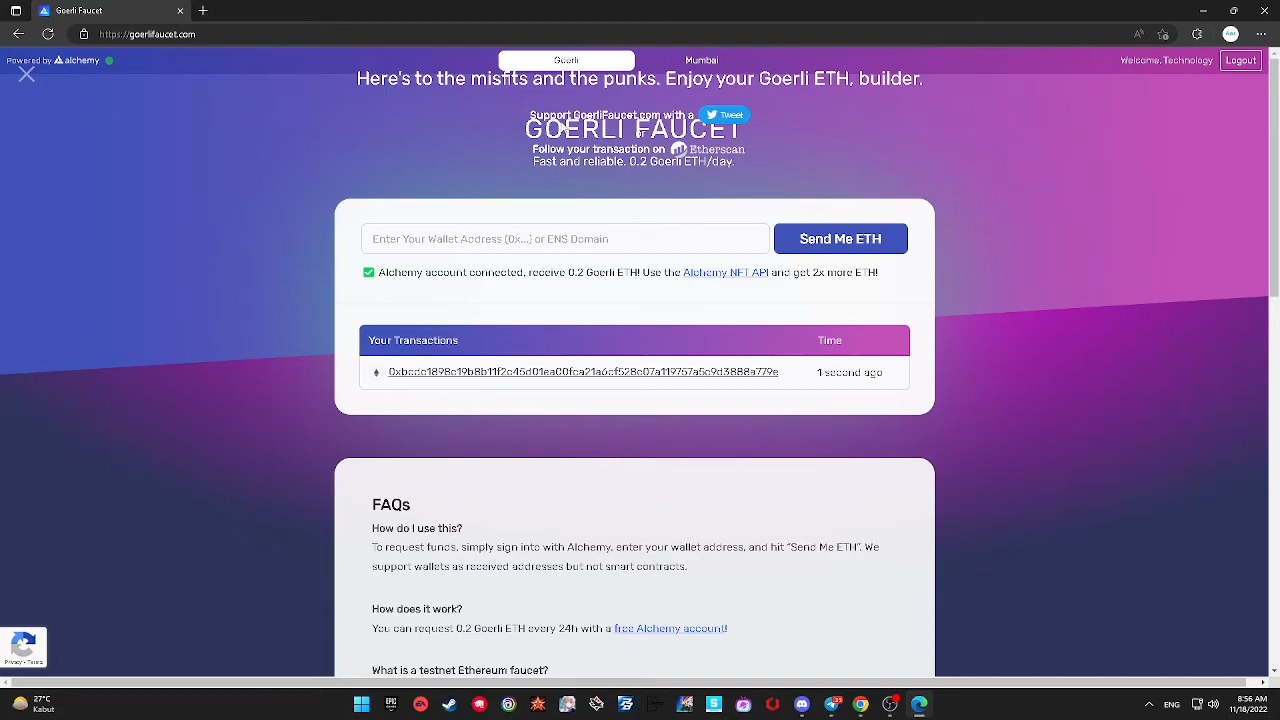 Goerli Faucet
https://goerlifaucet.com
Powered by alchemy
Goerli
Mumbai
Welcome, Technology
Logout
Here's to the misfits and the punks. Enjoy your Goerli ETH, builder.
Support GoerliFaucet.com with a Tweet
GOERLI FAUCET
Follow your transaction on Etherscan
Fast and reliable. 0.2 Goerli ETH/day.
Enter Your Wallet Address (0x...) or ENS Domain
Send Me ETH
Alchemy account connected, receive 0.2 Goerli ETH! Use the Alchemy NFT API and get 2x more ETH!
Your Transactions
Time
1 second ago
FAQs
How do I use this?
To request funds, simply sign into with Alchemy, enter your wallet address, and hit “Send Me ETH”. We
support wallets as received addresses but not smart contracts.
How does it work?
You can request 0.2 Goerli ETH every 24h with a free Alchemy account!
What is a testnet Ethereum faucet?
Privacy - Terms
27°C
Kabut
ENG
8:56 AM
11/18/2022